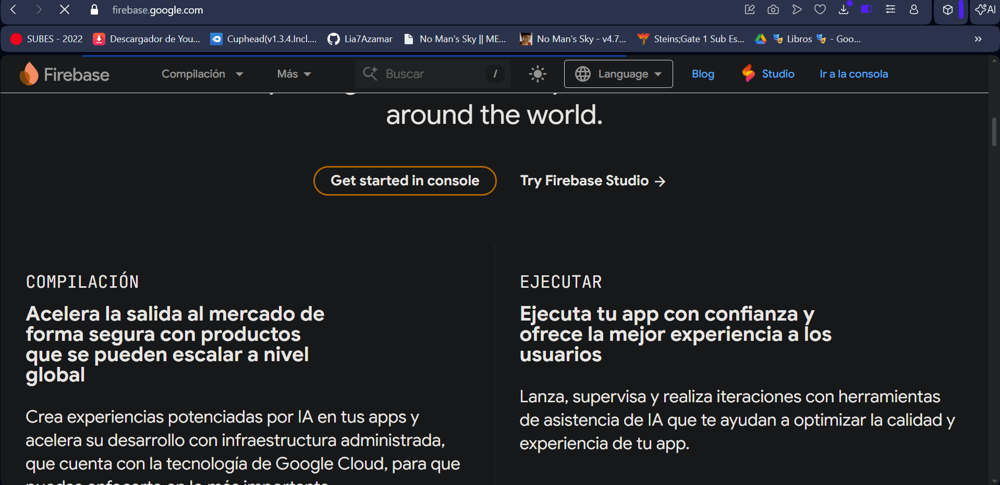 firebase.google.com
AI
SUBES - 2022
Descargador de You...
Cuphead(v1.3.4.Incl....
Lia7Azamar
No Man's Sky || ME...
No Man's Sky - v4.7...
Steins;Gate 1 Sub Es...
Libros - Goo...
Firebase
Compilación
Más
Buscar
/
Language
Blog
Studio
Ir a la consola
around the world.
Get started in console
Try Firebase Studio →
COMPILACIÓN
Acelera la salida al mercado de
forma segura con productos
que se pueden escalar a nivel
global
Crea experiencias potenciadas por IA en tus apps y
acelera su desarrollo con infraestructura administrada,
que cuenta con la tecnología de Google Cloud, para que
EJECUTAR
Ejecuta tu app con confianza y
ofrece la mejor experiencia a los
usuarios
Lanza, supervisa y realiza iteraciones con herramientas
de asistencia de IA que te ayudan a optimizar la calidad y
experiencia de tu app.